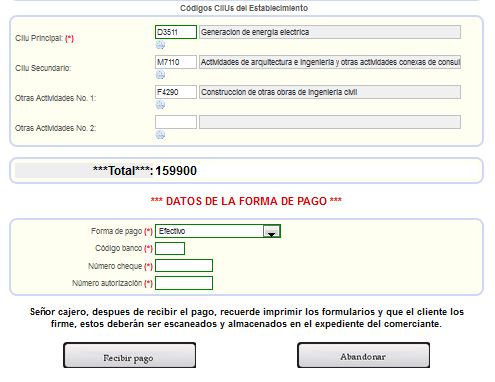 Códigos CIIUs del Establecimiento
Ciiu Principal: (*) D3511 Generacion de energia electrica
Ciiu Secundario: M7110 Actividades de arquitectura e ingenieria y otras actividades conexas de consul
Otras Actividades No. 1: F4290 Construccion de otras obras de ingenieria civil
Otras Actividades No. 2:
***Total***: 159900
*** DATOS DE LA FORMA DE PAGO ***
Forma de pago (*) Efectivo
Código banco (*)
Número cheque (*)
Número autorización (*)
Señor cajero, despues de recibir el pago, recuerde imprimir los formularios y que el cliente los
firme, estos deberán ser escaneados y almacenados en el expediente del comerciante.
Recibir pago
Abandonar